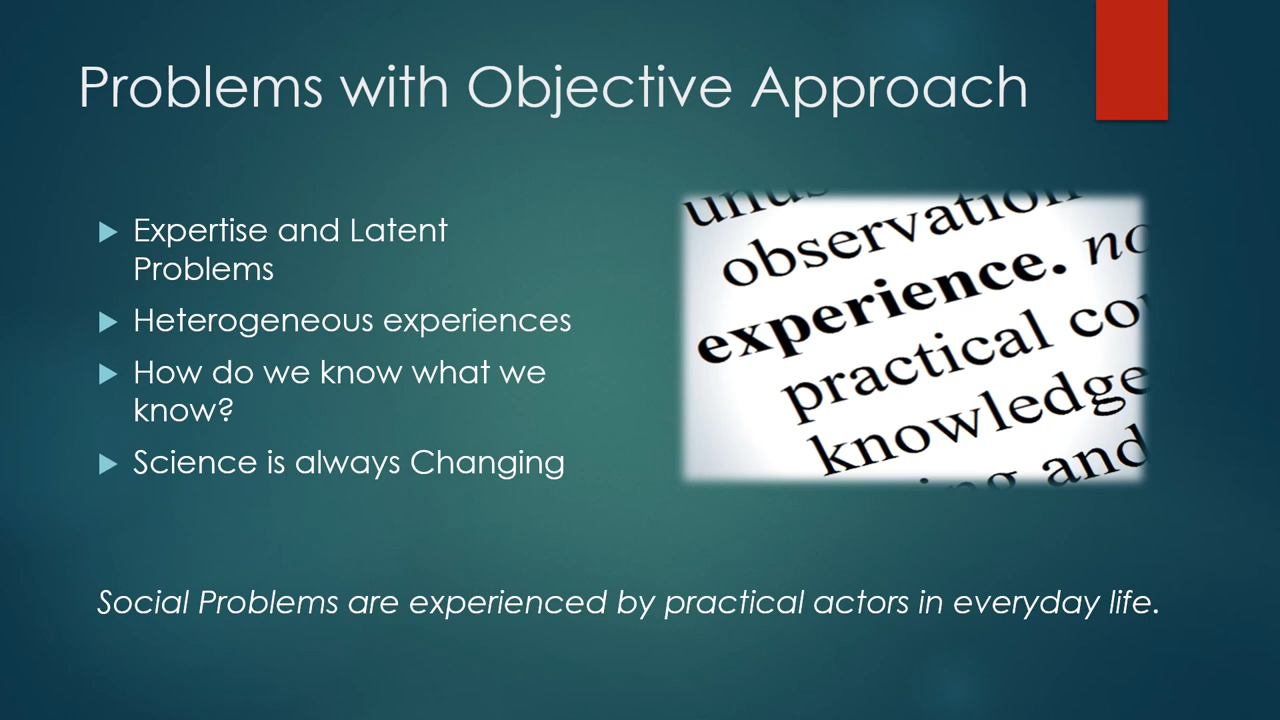 Problems with Objective Approach
Expertise and Latent
Problems
Heterogeneous experiences
How do we know what we
know?
Science is always Changing
observation
experience. no
practical co
knowledge
and
Social Problems are experienced by practical actors in everyday life.